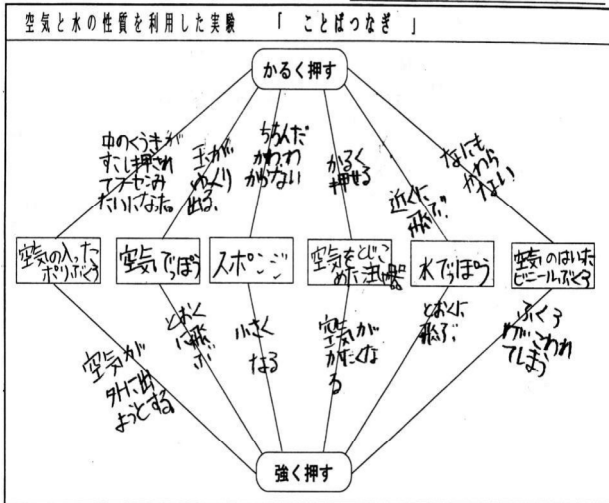 空気と水の性質を利用した実験 「 ことばつなぎ 」
かるく押す
中のくうきが
すこし押され
てフーセンみ
たいになった。
玉が
ゆっくり
出る。
ちぢんだ
かわわ
からない
かるく
押せる
近くに
飛ぶ。
なにも
かわら
ない
空気の入った
ポリぶくろ
空気でっぽう
スポンジ
空気をとじこ
めた注
水でっぽう
空気のはいた
ビニールぶくろ
空気が
外に出
ようとする
とおく
に飛
ぶ
小さく
なる
空気が
かたくな
る
とおくに
飛ぶ。
ふくろ
がこわれ
てしまう
強く押す